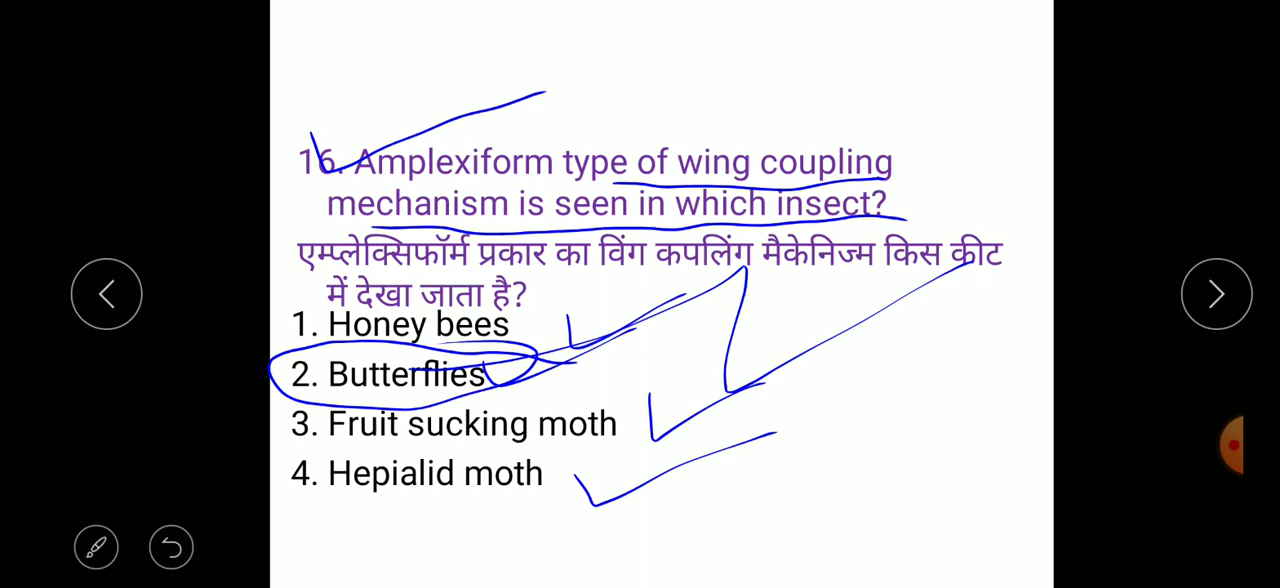 16. Amplexiform type of wing coupling
mechanism is seen in which insect?
एम्प्लेक्सिफॉर्म प्रकार का विंग कपलिंग मैकेनिज्म किस कीट
में देखा जाता है?
1. Honey bees
2. Butterflies
3. Fruit sucking moth
4. Hepialid moth